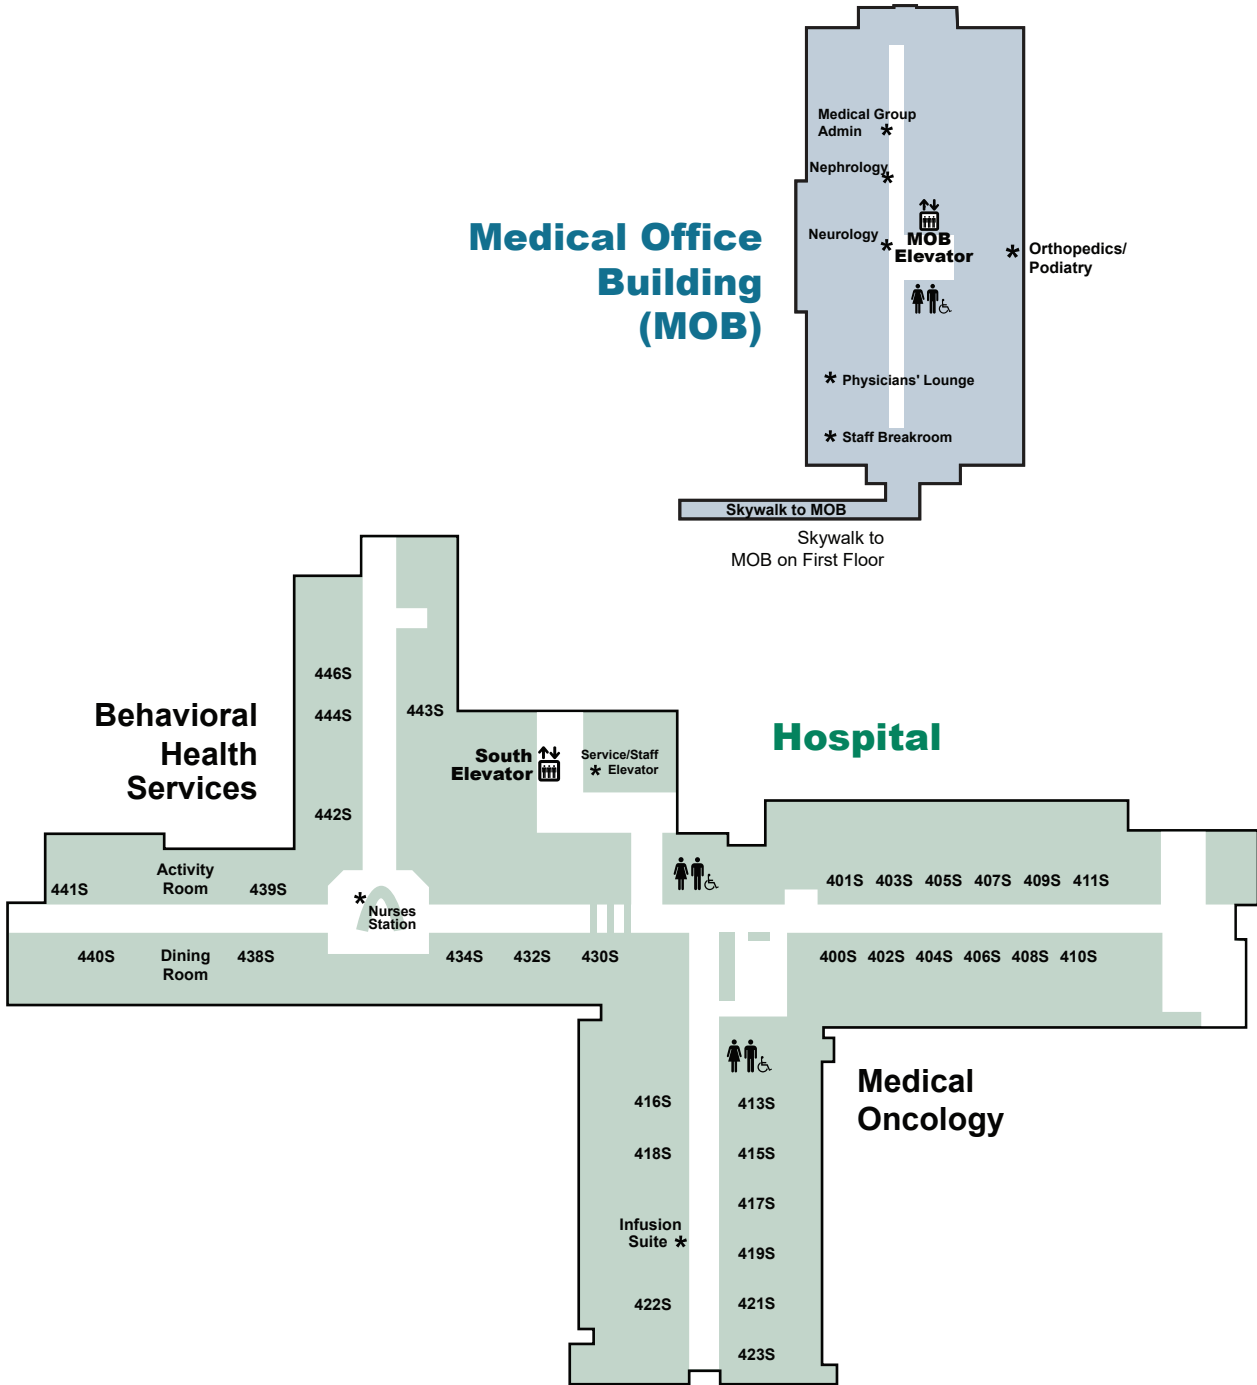 Medical Group
Admin
Nephrology
Neurology
MOB
Elevator
Orthopedics/
Podiatry
Medical Office
Building
(MOB)
Physicians' Lounge
Staff Breakroom
Skywalk to MOB
Skywalk to
MOB on First Floor
446S
444S
443S
442S
Behavioral
Health
Services
South
Elevator
Service/Staff
Elevator
Hospital
Activity
Room
441S
439S
Nurses
Station
401S 403S 405S 407S 409S 411S
440S
Dining
Room
438S
434S 432S 430S
400S 402S 404S 406S 408S 410S
Medical
Oncology
416S
413S
418S
415S
417S
Infusion
Suite
419S
422S
421S
423S